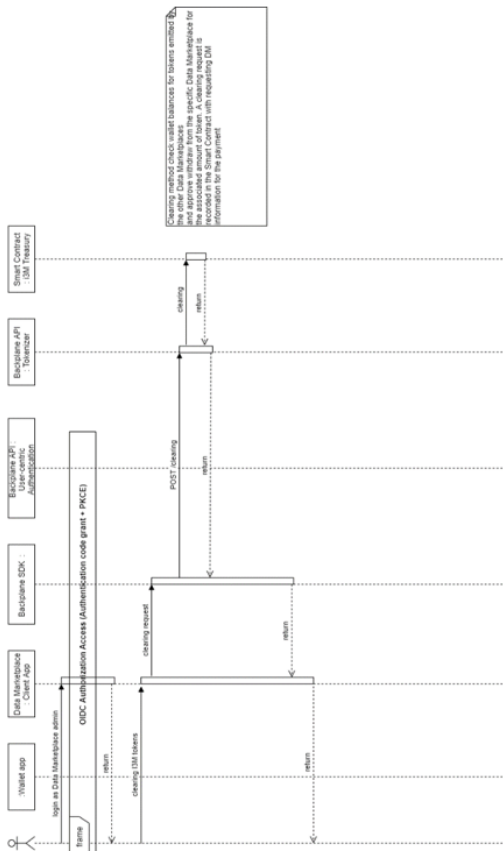 :Wallet app
Data Marketplace
: Client App
Backplane SDK :
Backplane API :
User-centric
Authentication
Backplane API
: Tokenizer
Smart Contract
: I3M Treasury
login as Data Marketplace admin
frame
OIDC Authorization Access (Authentication code grant + PKCE)
return
clearing I3M tokens
clearing request
POST /clearing
clearing
return
return
return
return
Clearing method check wallet balances for tokens emitted by
the other Data Marketplaces
and approve withdraw from the specific Data Marketplace for
the associated amount of token. A clearing request is
recorded in the Smart Contract with requesting DM
information for the payment